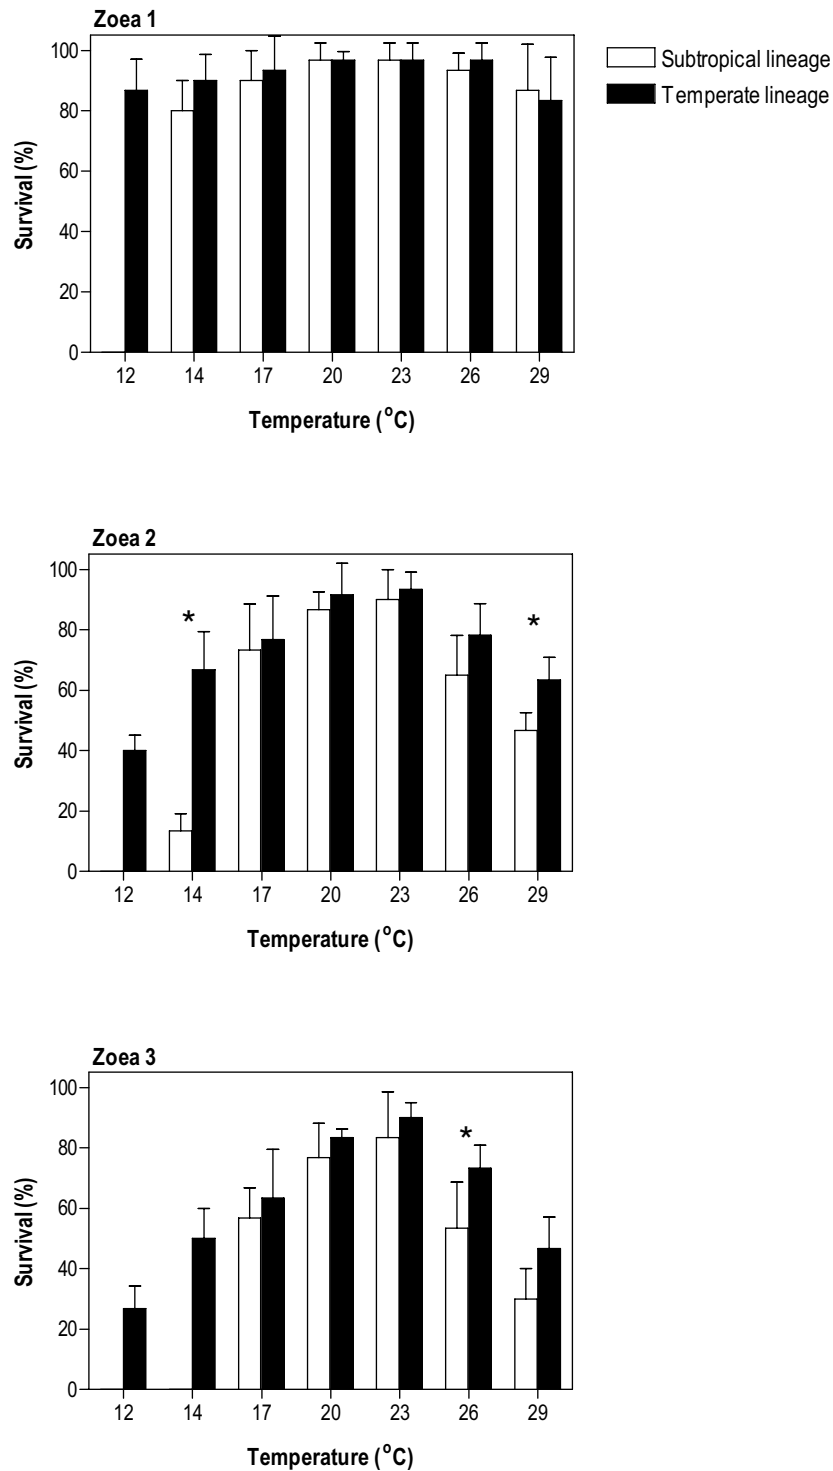 Zoea 1
Subtropical lineage
Temperate lineage
100
80
60
40
20
0
Survival (%)
12 14 17 20 23 26 29
Temperature (°C)
Zoea 2
100
80
60
40
20
0
Survival (%)
* *
12 14 17 20 23 26 29
Temperature (°C)
Zoea 3
100
80
60
40
20
0
Survival (%)
*
12 14 17 20 23 26 29
Temperature (°C)